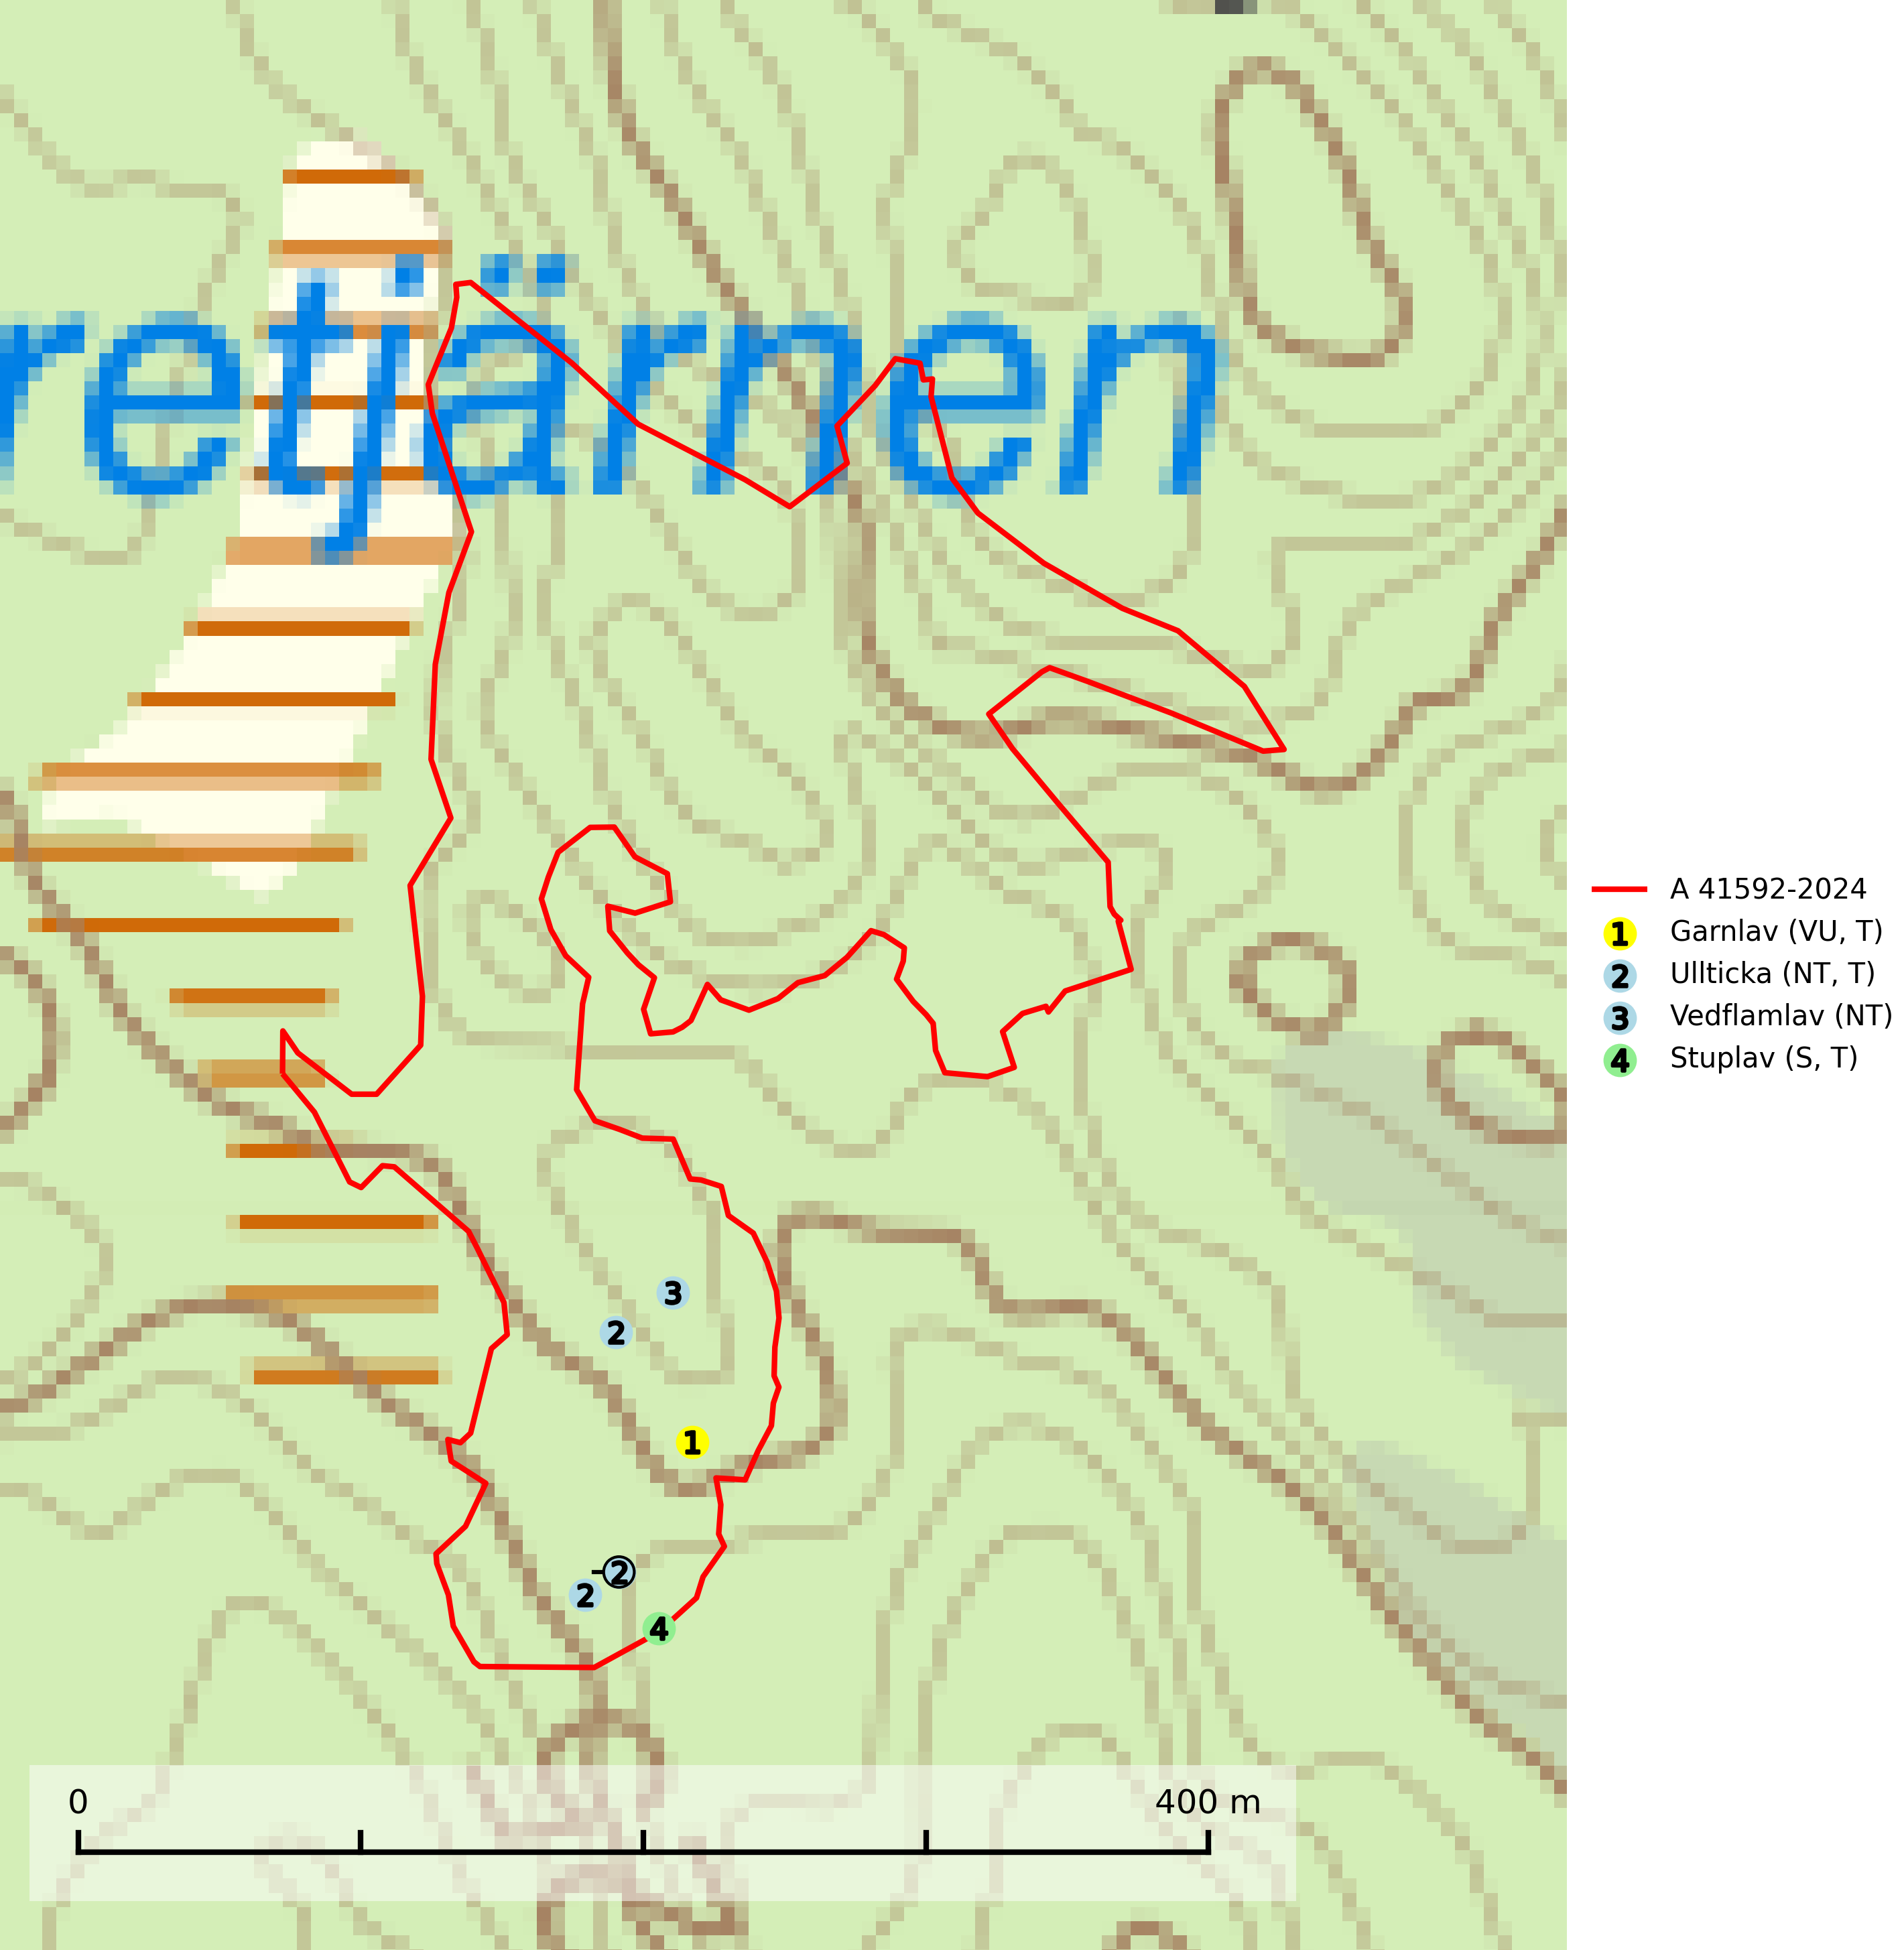 retjärnen
3
2
1
2
2
4
0 400 m
A 41592-2024
1 Garnlav (VU, T)
2 Ullticka (NT, T)
3 Vedflamlav (NT)
4 Stuplav (S, T)